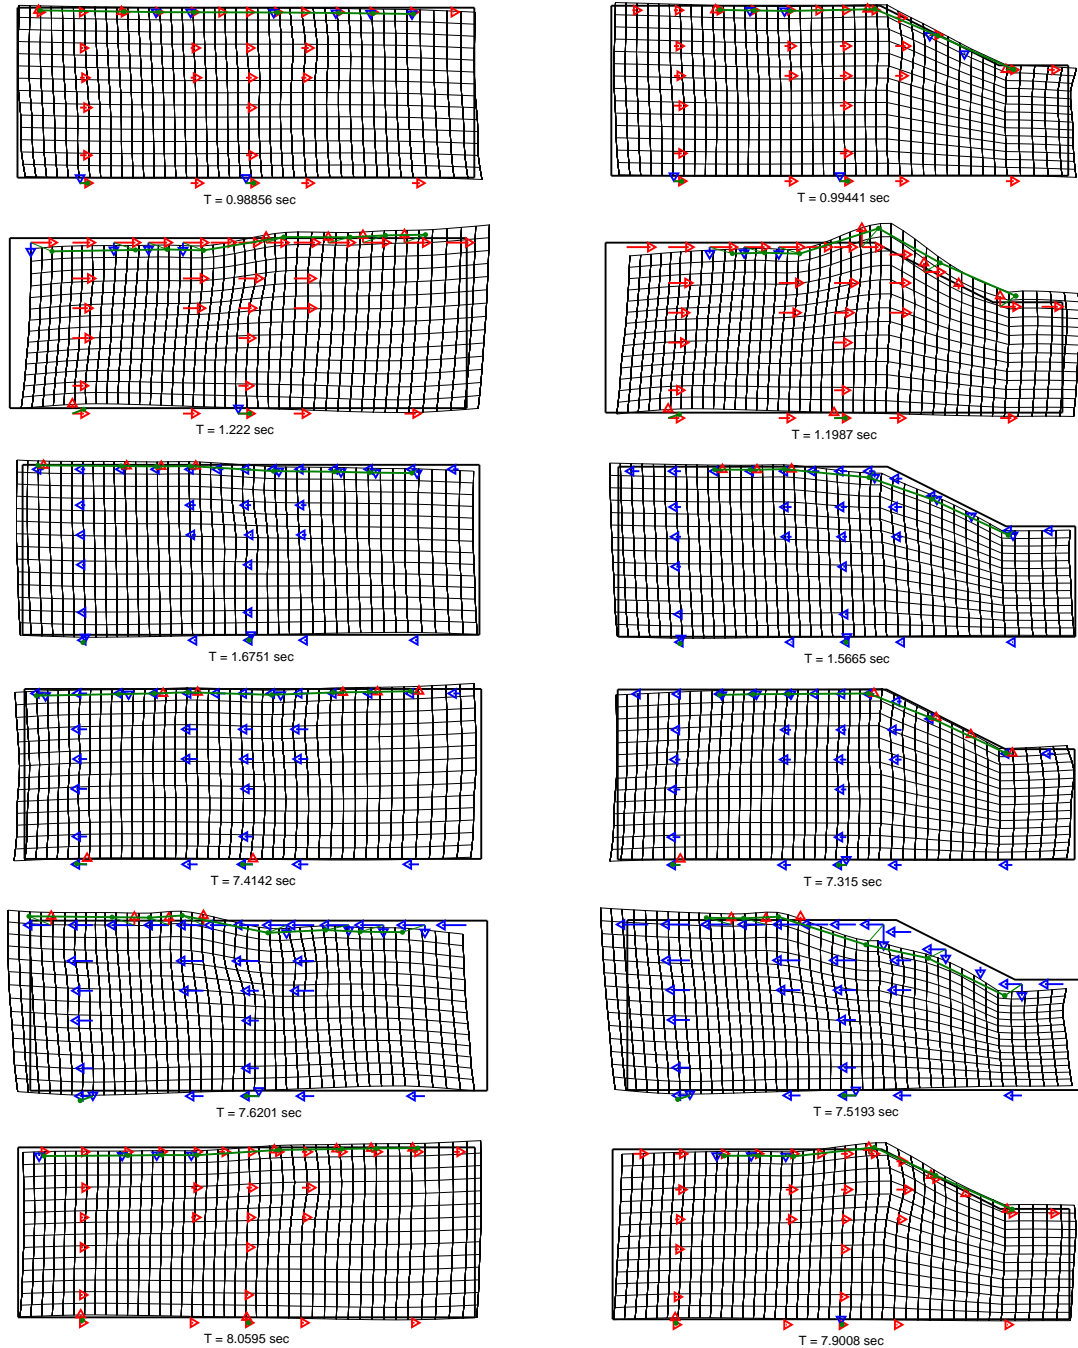 T = 0.98856 sec
T = 0.99441 sec
T = 1.222 sec
T = 1.1987 sec
T = 1.6751 sec
T = 1.5665 sec
T = 7.4142 sec
T = 7.315 sec
T = 7.6201 sec
T = 7.5193 sec
T = 8.0595 sec
T = 7.9008 sec